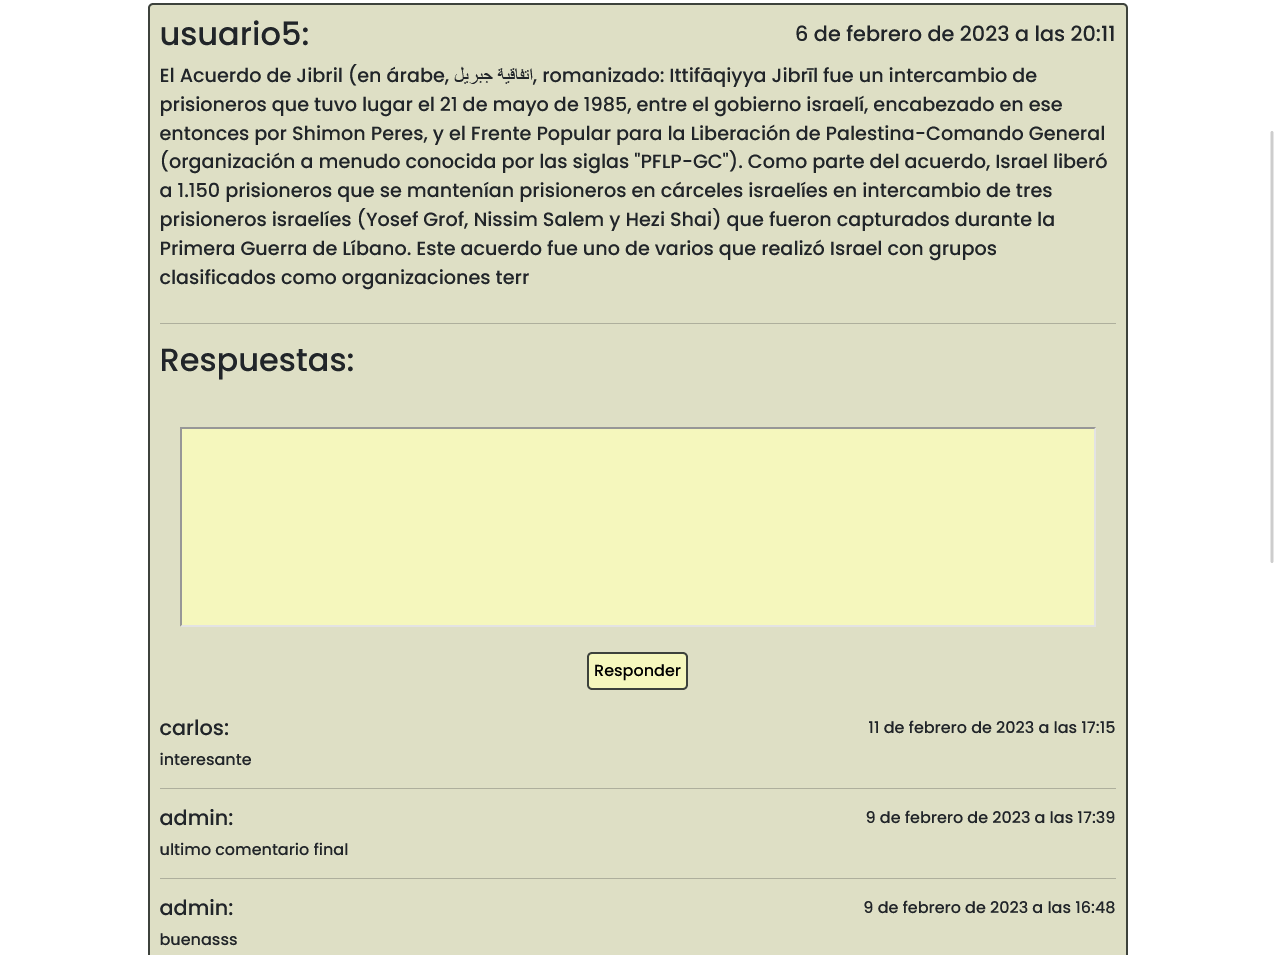 usuario5:
6 de febrero de 2023 a las 20:11
El Acuerdo de Jibril (en árabe, اتفاقية جبريل, romanizado: Ittifāqiyya Jibrīl fue un intercambio de
prisioneros que tuvo lugar el 21 de mayo de 1985, entre el gobierno israelí, encabezado en ese
entonces por Shimon Peres, y el Frente Popular para la Liberación de Palestina-Comando General
(organización a menudo conocida por las siglas "PFLP-GC"). Como parte del acuerdo, Israel liberó
a 1.150 prisioneros que se mantenían prisioneros en cárceles israelíes en intercambio de tres
prisioneros israelíes (Yosef Grof, Nissim Salem y Hezi Shai) que fueron capturados durante la
Primera Guerra de Líbano. Este acuerdo fue uno de varios que realizó Israel con grupos
clasificados como organizaciones terr
Respuestas:
Responder
carlos:
11 de febrero de 2023 a las 17:15
interesante
admin:
9 de febrero de 2023 a las 17:39
ultimo comentario final
admin:
9 de febrero de 2023 a las 16:48
buenasss